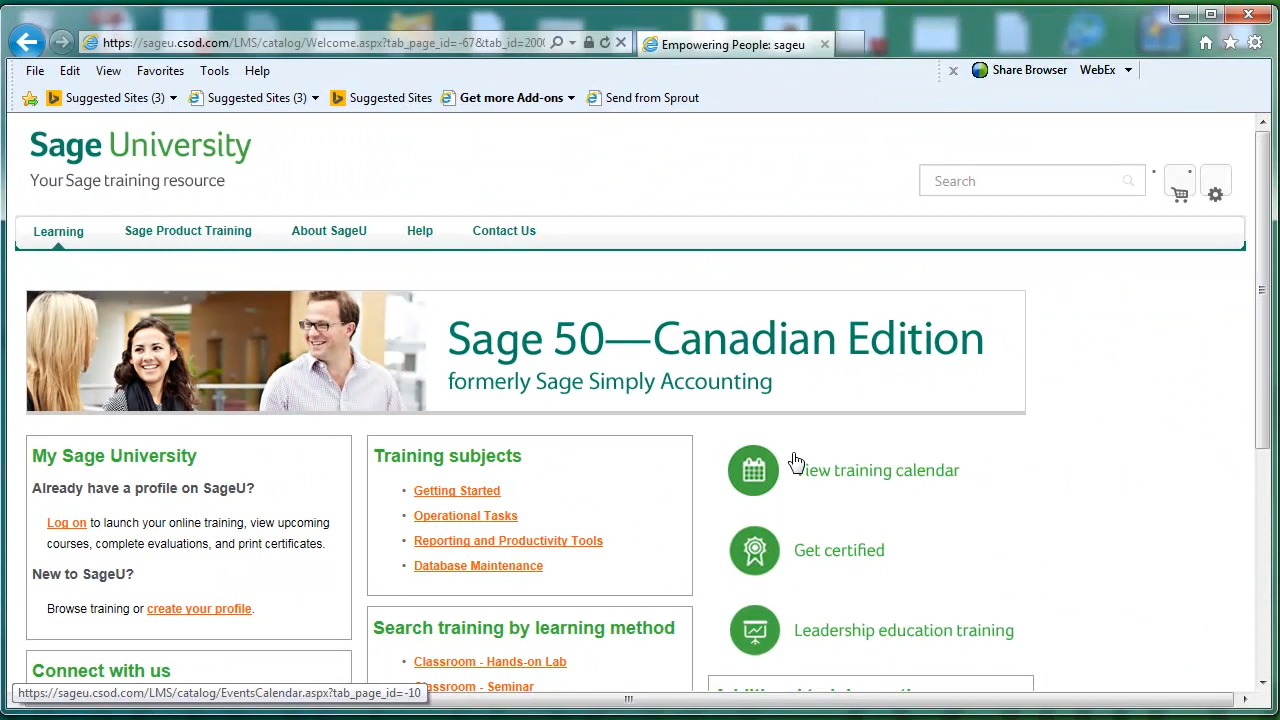 https://sageu.csod.com/LMS/catalog/Welcome.aspx?tab_page_id=-67&tab_id=2000
Empowering People: sageu
File Edit View Favorites Tools Help
Share Browser WebEx
Suggested Sites (3) Suggested Sites (3) Suggested Sites Get more Add-ons Send from Sprout
Sage University
Your Sage training resource
Search
Learning Sage Product Training About SageU Help Contact Us
Sage 50—Canadian Edition
formerly Sage Simply Accounting
My Sage University
Already have a profile on SageU?
Log on to launch your online training, view upcoming
courses, complete evaluations, and print certificates.
New to SageU?
Browse training or create your profile.
Connect with us
Training subjects
• Getting Started
• Operational Tasks
• Reporting and Productivity Tools
• Database Maintenance
Search training by learning method
• Classroom - Hands-on Lab
Classroom - Seminar
View training calendar
Get certified
Leadership education training
https://sageu.csod.com/LMS/catalog/EventsCalendar.aspx?tab_page_id=-10